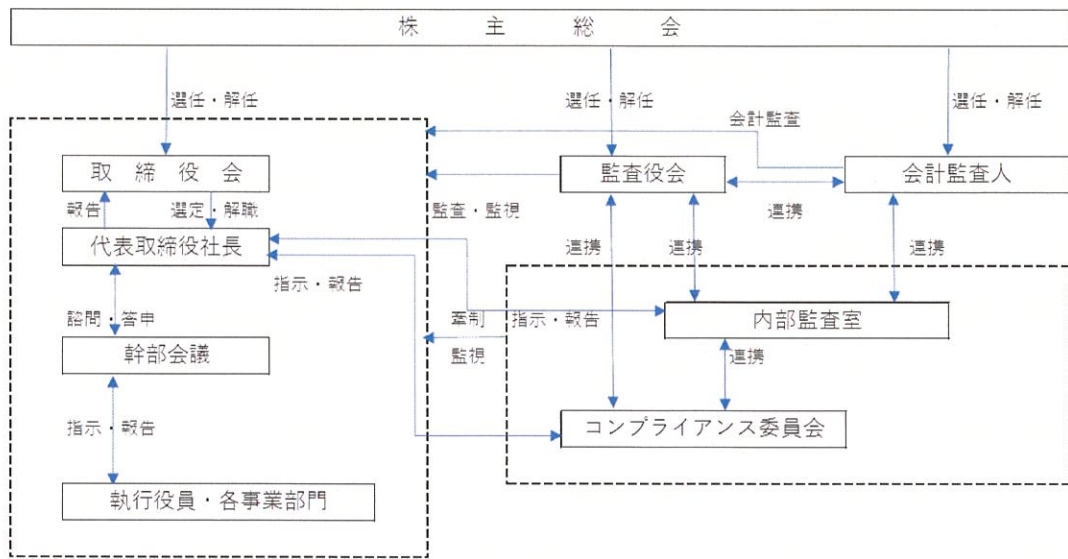 株主総会
選任・解任
選任・解任
選任・解任
会計監査
取締役会
監査役会
会計監査人
報告
選定・解職
監査・監視
連携
代表取締役社長
連携
連携
連携
指示・報告
諮問・答申
牽制
監視
指示・報告
内部監査室
幹部会議
連携
指示・報告
コンプライアンス委員会
執行役員・各事業部門